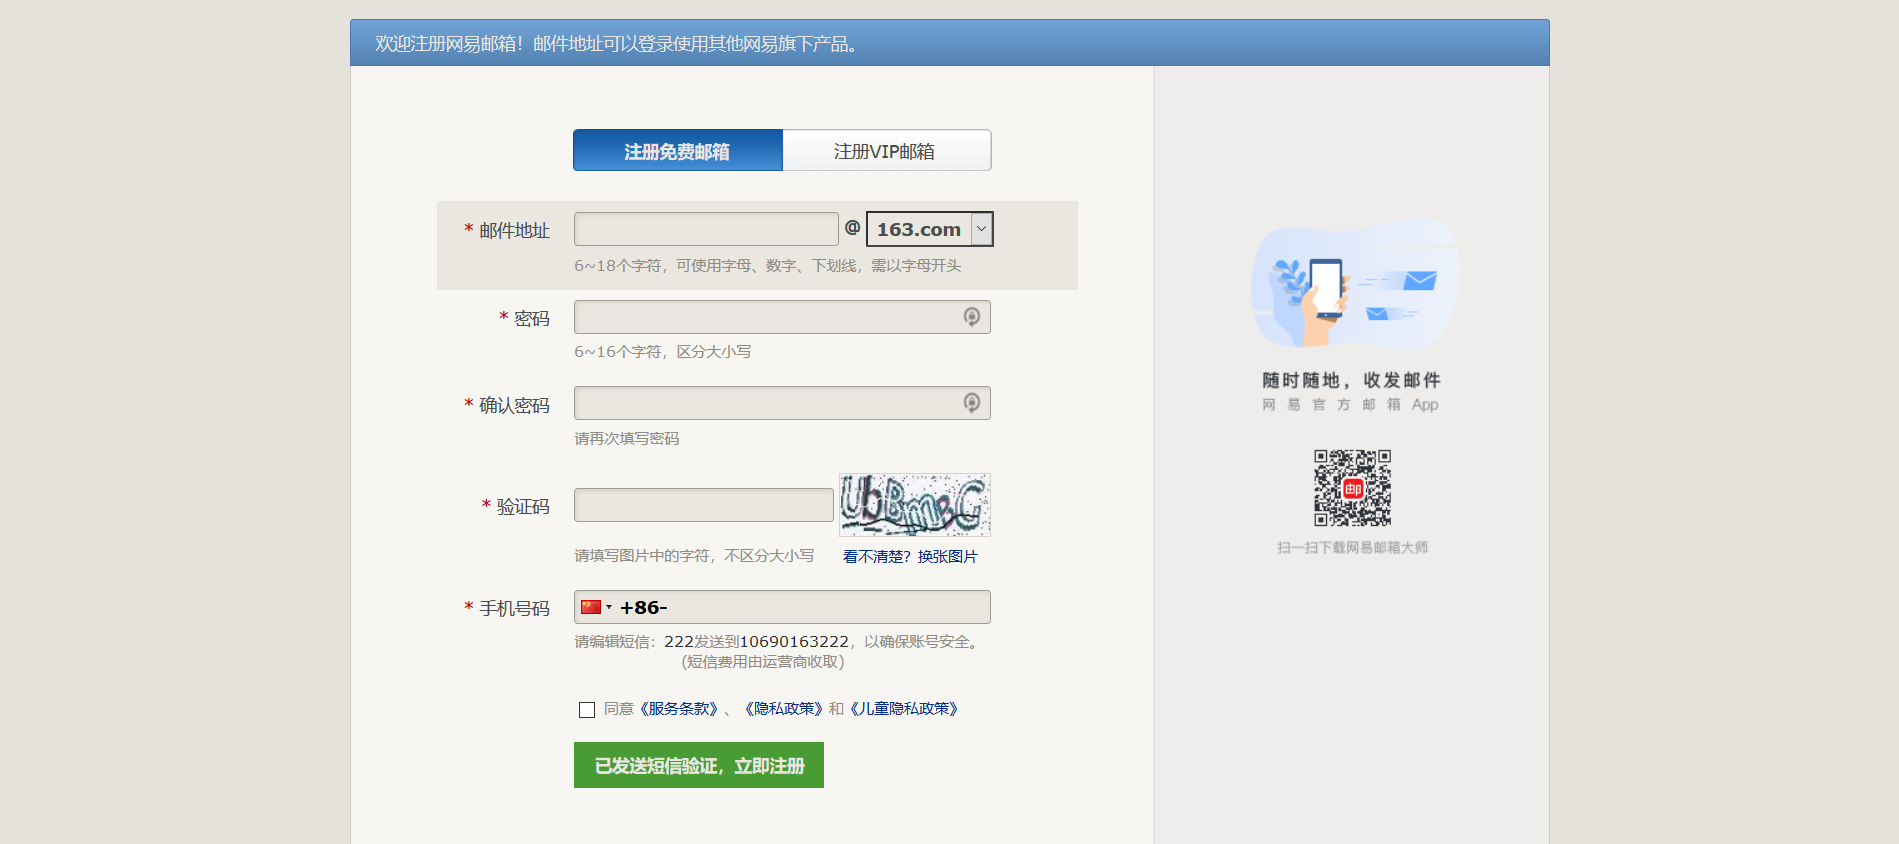 欢迎注册网易邮箱！邮件地址可以登录使用其他网易旗下产品。
注册免费邮箱 注册VIP邮箱
* 邮件地址 @ 163.com
6~18个字符，可使用字母、数字、下划线，需以字母开头
* 密码
6~16个字符，区分大小写
* 确认密码
请再次填写密码
* 验证码
请填写图片中的字符，不区分大小写 看不清楚？换张图片
* 手机号码 +86-
请编辑短信：222发送到10690163222，以确保账号安全。
（短信费用由运营商收取）
同意《服务条款》、《隐私政策》和《儿童隐私政策》
已发送短信验证，立即注册
随时随地，收发邮件
网易官方邮箱 App
邮
扫一扫下载网易邮箱大师